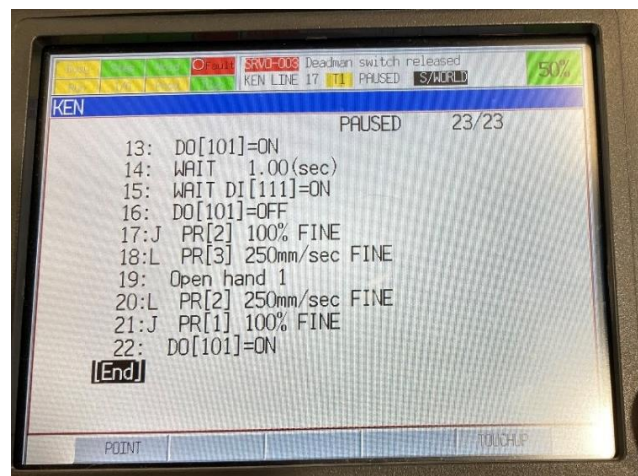 Fault SRVO-003 Deadman switch released
KEN LINE 17 T1 PAUSED S/WORLD
50%
KEN
PAUSED 23/23
13: DO[101]=ON
14: WAIT 1.00(sec)
15: WAIT DI[111]=ON
16: DO[101]=OFF
17:J PR[2] 100% FINE
18:L PR[3] 250mm/sec FINE
19: Open hand 1
20:L PR[2] 250mm/sec FINE
21:J PR[1] 100% FINE
22: DO[101]=ON
[End]
POINT TOUCHUP